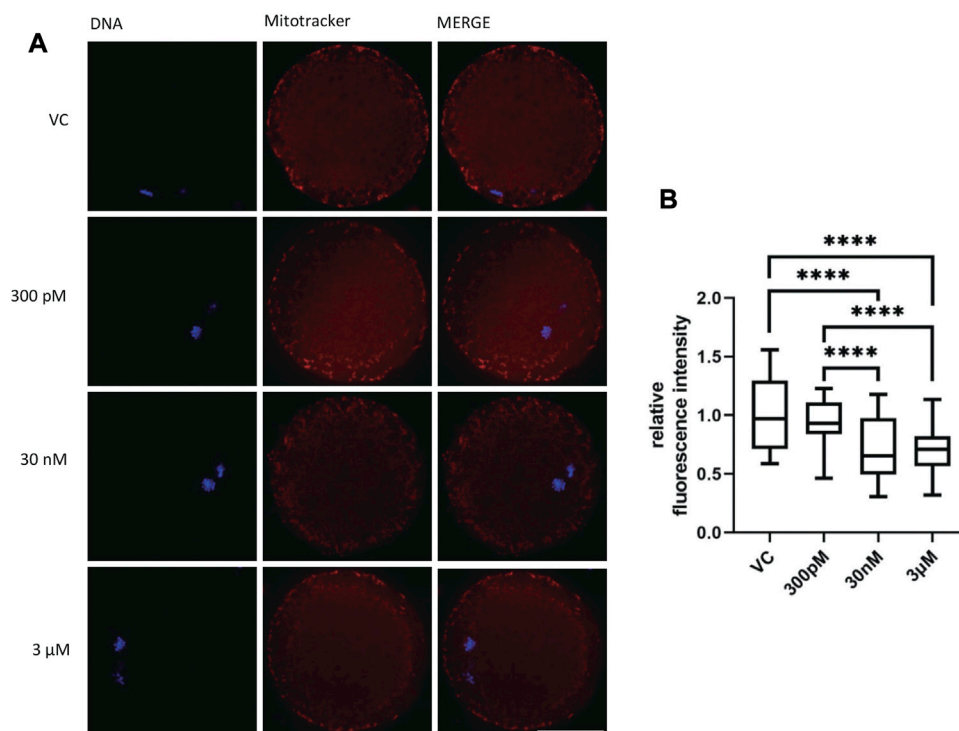 A
DNA
Mitotracker
MERGE
VC
300 pM
30 nM
3 µM
B
****
****
****
****
2.0
1.5
1.0
0.5
0.0
relative
fluorescence intensity
VC
300pM
30nM
3µM